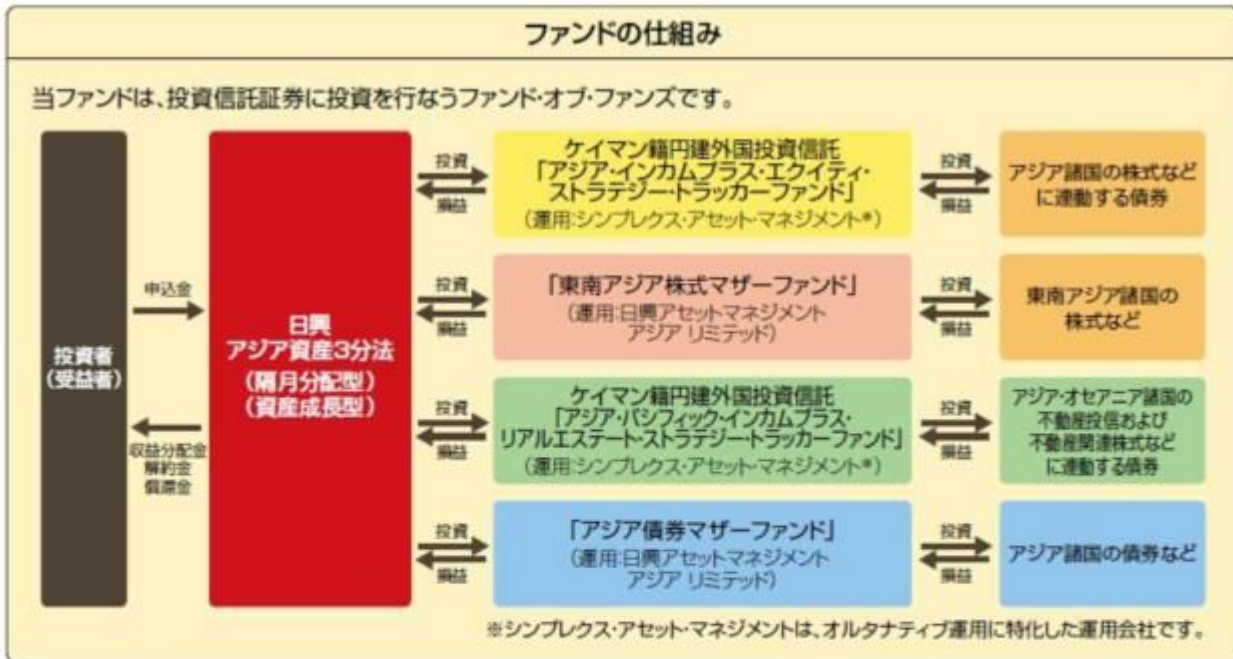 ファンドの仕組み
当ファンドは、投資信託証券に投資を行なうファンド・オブ・ファンズです。
投資者
(受益者)
申込金
収益分配金
解約金
償還金
日興
アジア資産3分法
(隔月分配型)
(資産成長型)
投資
損益
ケイマン籍円建外国投資信託
「アジア・インカムプラス・エクイティ・
ストラテジー・トラッカーファンド」
(運用:シンプレクス・アセット・マネジメント※)
投資
損益
アジア諸国の株式など
に連動する債券
投資
損益
「東南アジア株式マザーファンド」
(運用:日興アセットマネジメント
アジア リミテッド)
投資
損益
東南アジア諸国の
株式など
投資
損益
ケイマン籍円建外国投資信託
「アジア・パシフィック・インカムプラス・
リアルエステート・ストラテジー・トラッカーファンド」
(運用:シンプレクス・アセット・マネジメント※)
投資
損益
アジア・オセアニア諸国の
不動産投信および
不動産関連株式など
に連動する債券
投資
損益
「アジア債券マザーファンド」
(運用:日興アセットマネジメント
アジア リミテッド)
投資
損益
アジア諸国の債券など
※シンプレクス・アセット・マネジメントは、オルタナティブ運用に特化した運用会社です。